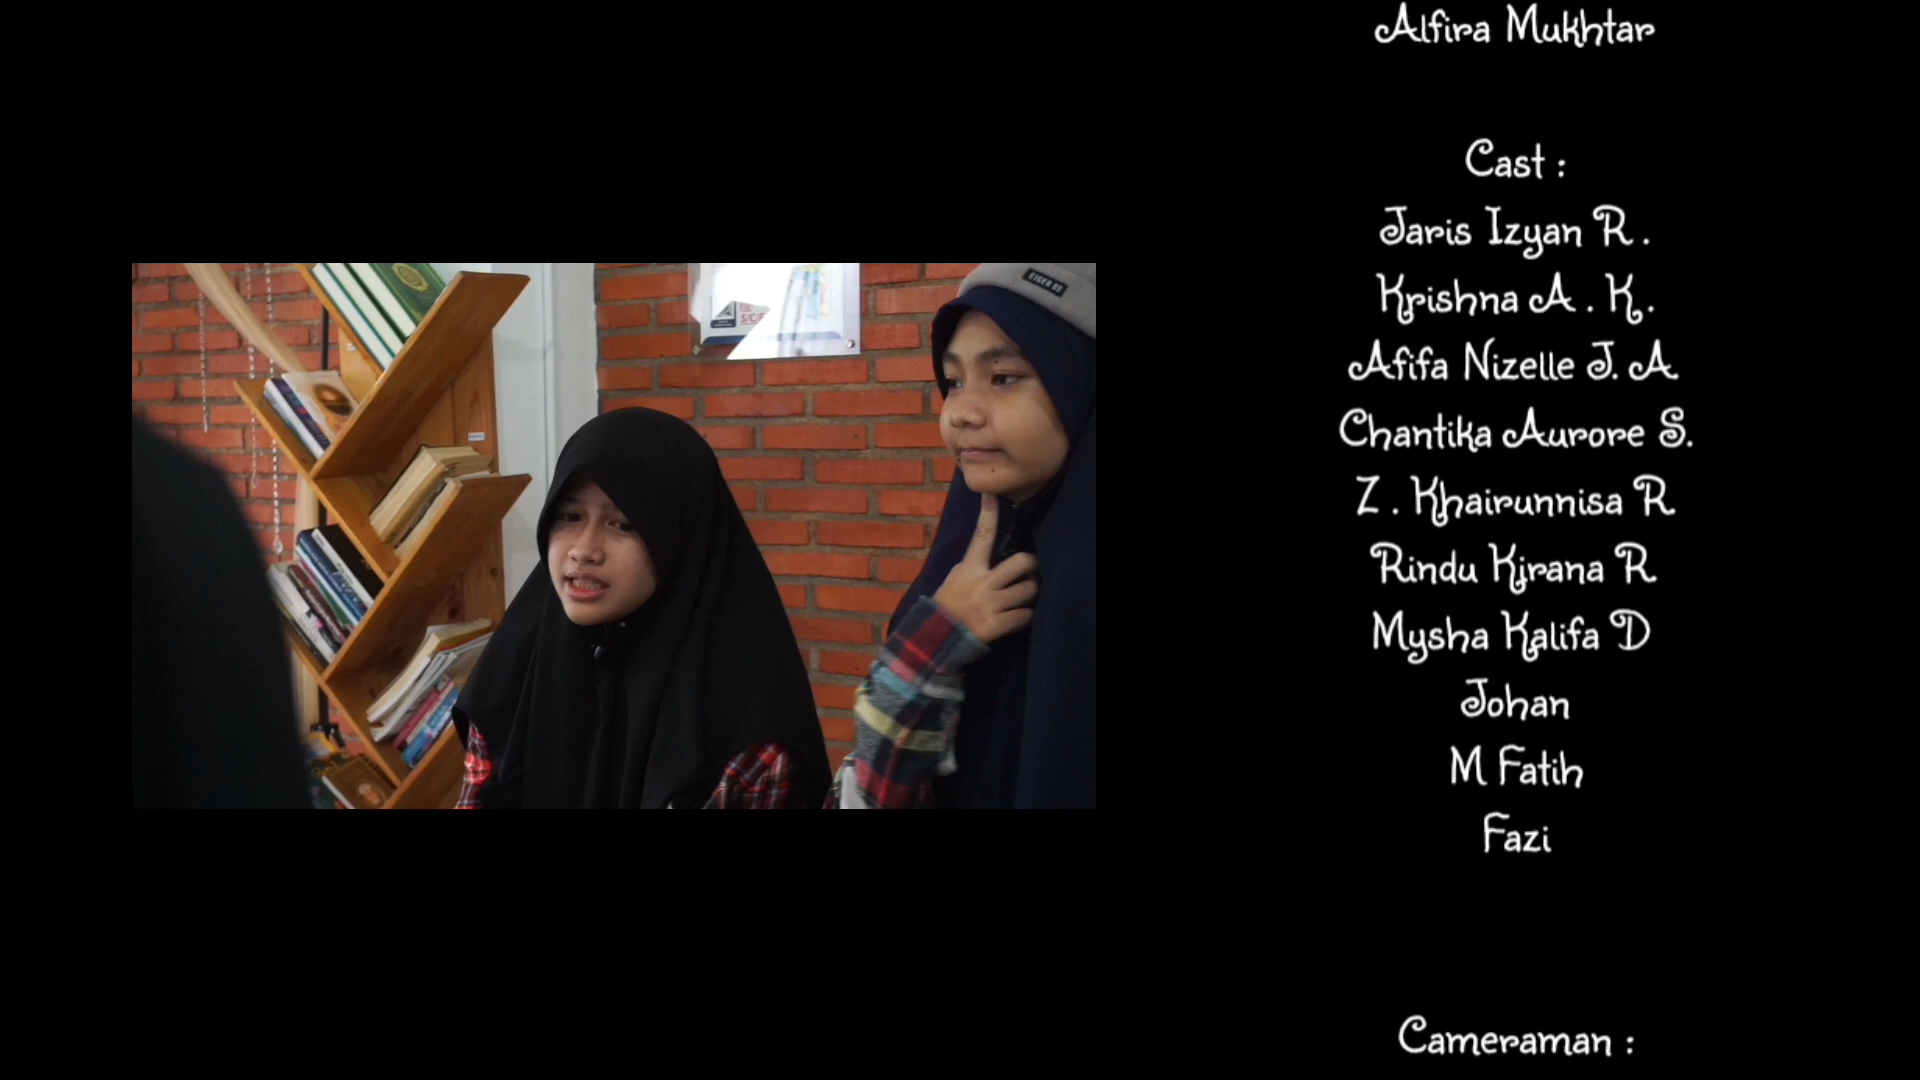 Alfira Mukhtar
Cast :
Jaris Izyan R .
Krishna A . K .
Afifa Nizelle J. A.
Chantika Aurore S.
Z . Khairunnisa R
Rindu Kirana R
Mysha Kalifa D
Johan
M Fatih
Fazi
Cameraman :